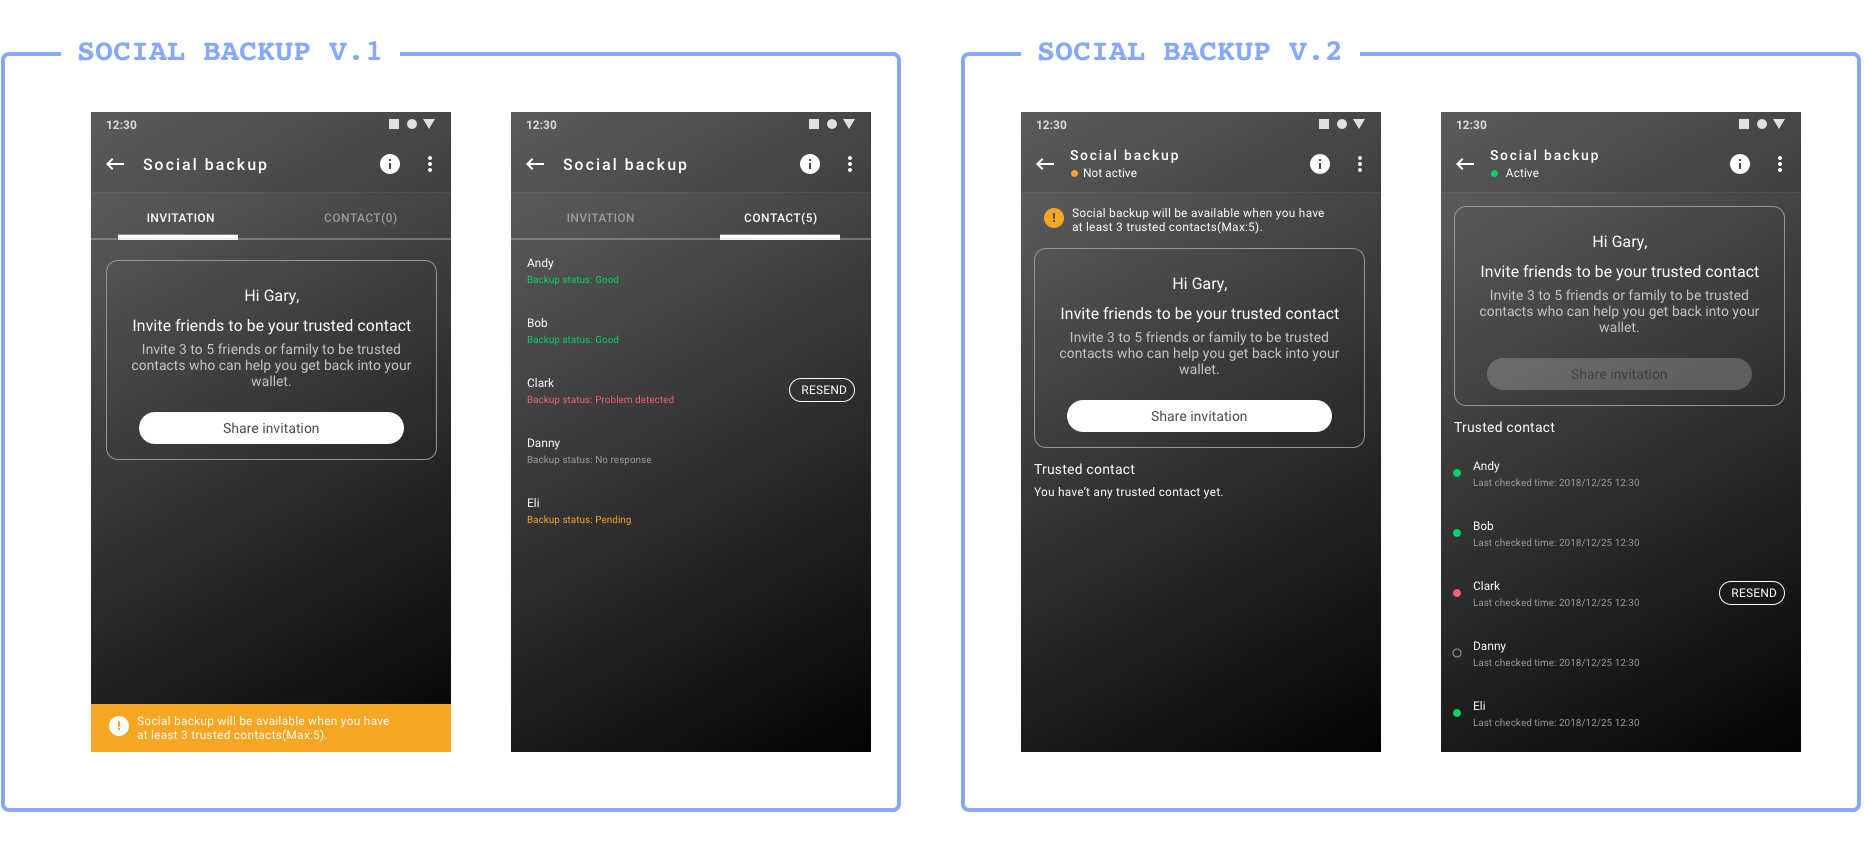 SOCIAL BACKUP V.1
12:30
Social backup
INVITATION
CONTACT(0)
Hi Gary,
Invite friends to be your trusted contact
Invite 3 to 5 friends or family to be trusted
contacts who can help you get back into your
wallet.
Share invitation
Social backup will be available when you have
at least 3 trusted contacts(Max:5).
12:30
Social backup
INVITATION
CONTACT(5)
Andy
Backup status: Good
Bob
Backup status: Good
Clark
Backup status: Problem detected
RESEND
Danny
Backup status: No response
Eli
Backup status: Pending
SOCIAL BACKUP V.2
12:30
Social backup
Not active
Social backup will be available when you have
at least 3 trusted contacts(Max:5).
Hi Gary,
Invite friends to be your trusted contact
Invite 3 to 5 friends or family to be trusted
contacts who can help you get back into your
wallet.
Share invitation
Trusted contact
You have't any trusted contact yet.
12:30
Social backup
Active
Hi Gary,
Invite friends to be your trusted contact
Invite 3 to 5 friends or family to be trusted
contacts who can help you get back into your
wallet.
Share invitation
Trusted contact
Andy
Last checked time: 2018/12/25 12:30
Bob
Last checked time: 2018/12/25 12:30
Clark
Last checked time: 2018/12/25 12:30
RESEND
Danny
Last checked time: 2018/12/25 12:30
Eli
Last checked time: 2018/12/25 12:30